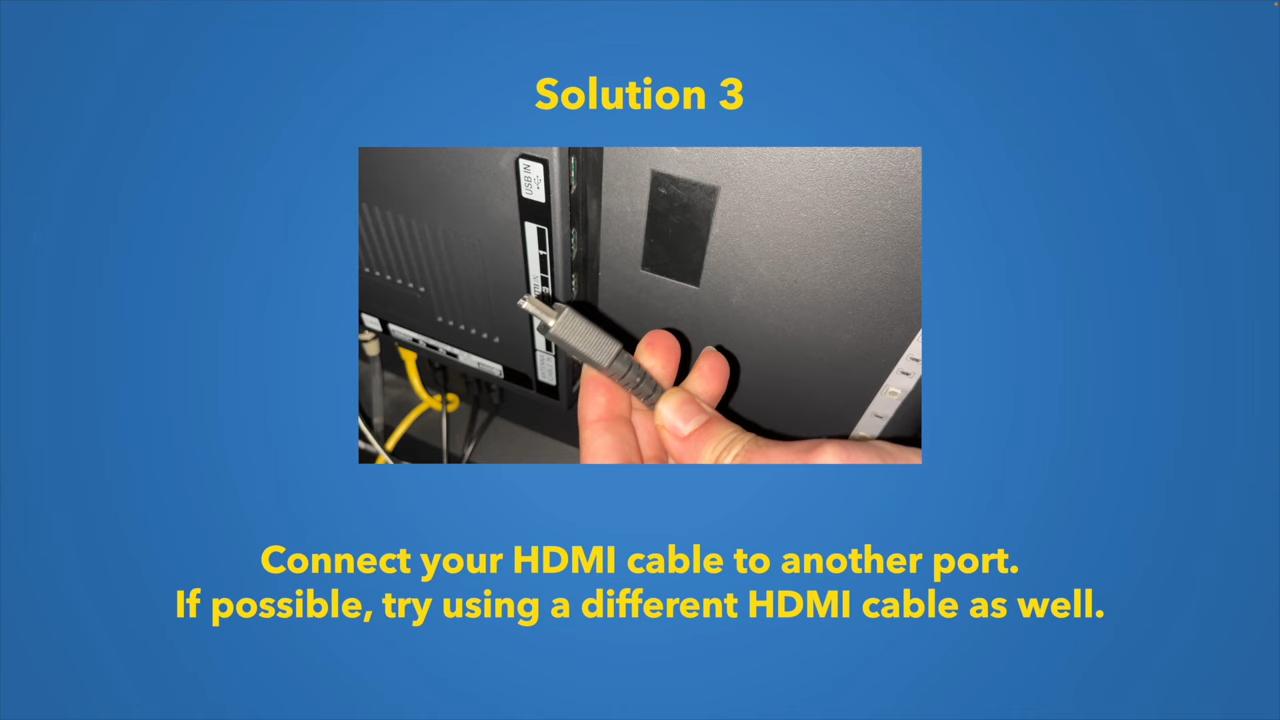 Solution 3
USB IN
1
Connect your HDMI cable to another port.
If possible, try using a different HDMI cable as well.